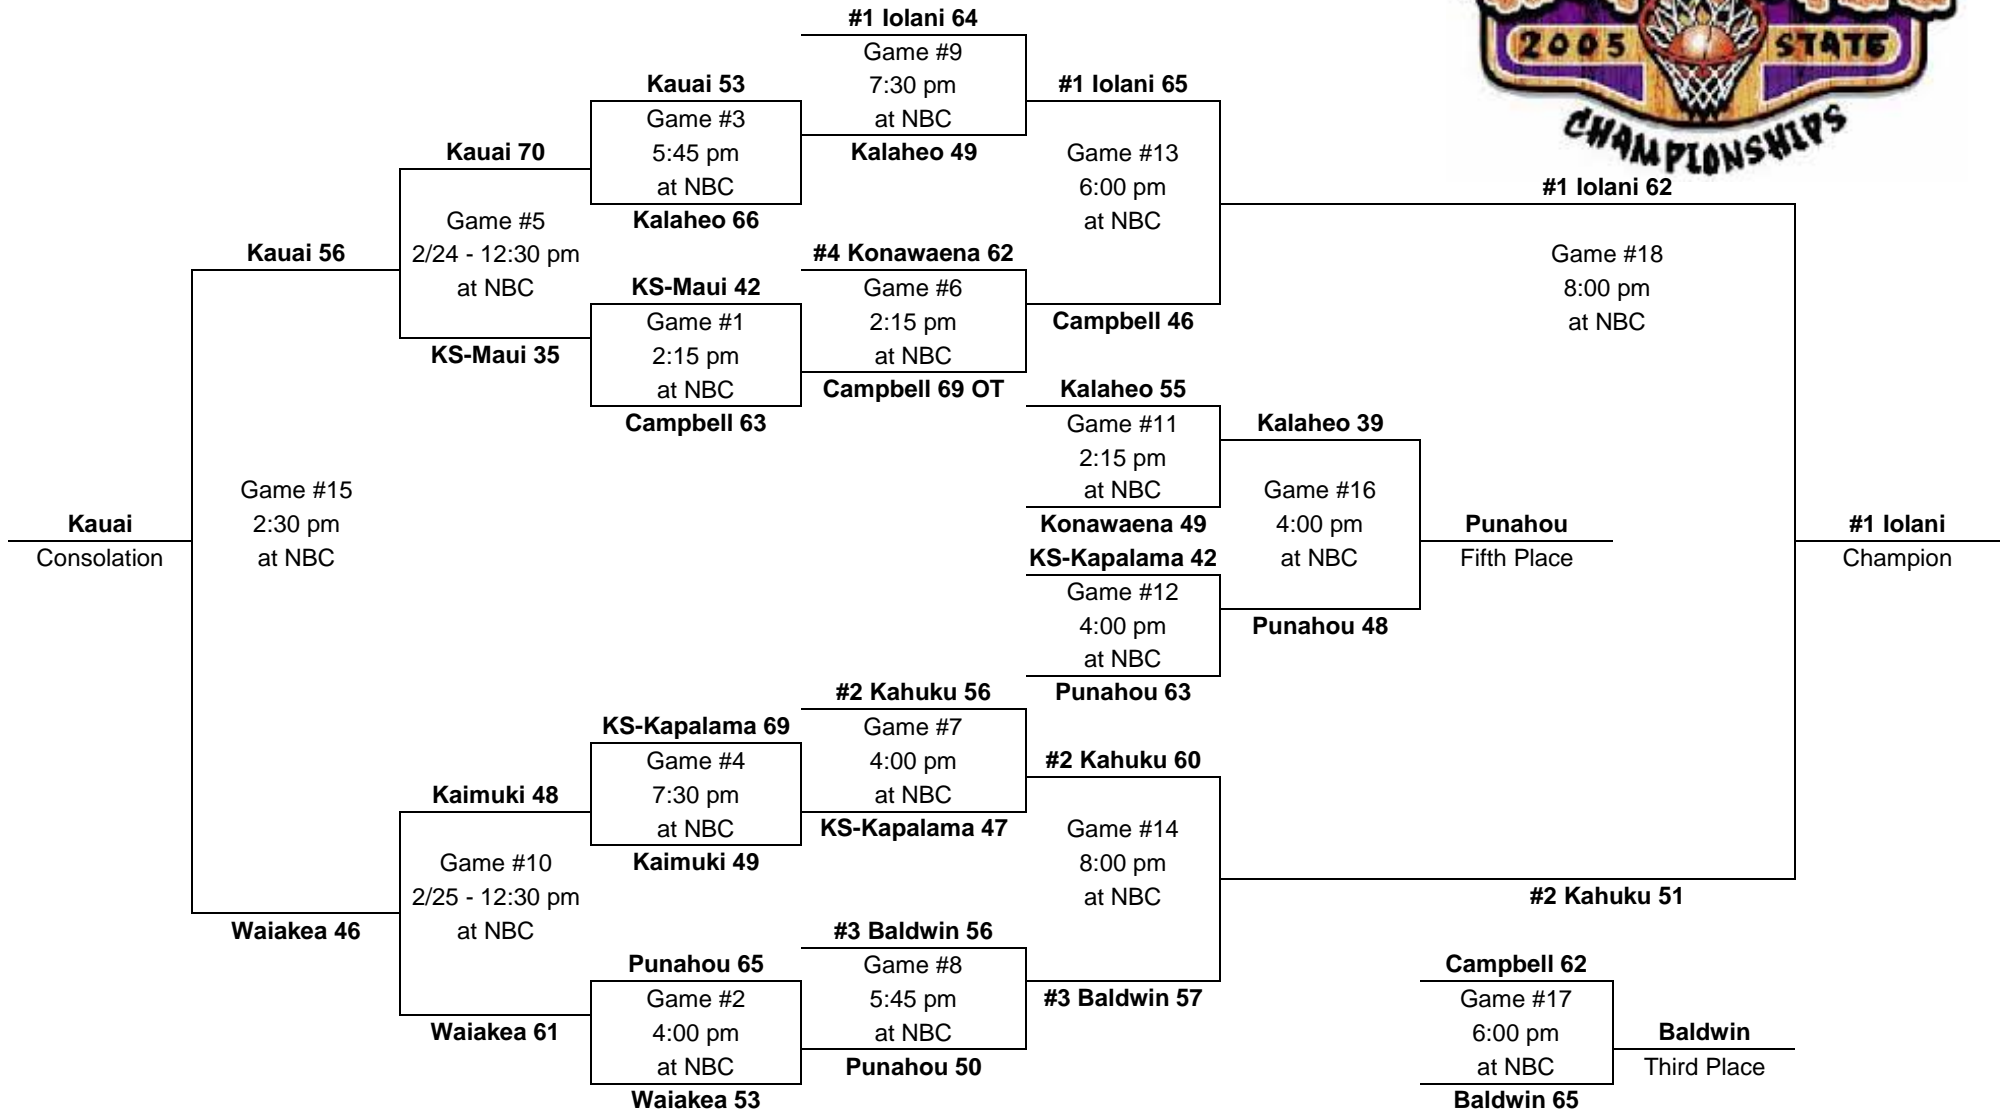 2005 STATE
CHAMPIONSHIPS
#1 Iolani 64
Game #9
7:30 pm
at NBC
Kalaheo 49
Kauai 53
Game #3
5:45 pm
at NBC
Kalaheo 66
#1 Iolani 65
Game #13
6:00 pm
at NBC
Campbell 46
Kauai 70
Game #5
2/24 - 12:30 pm
at NBC
KS-Maui 35
#1 Iolani 62
Game #18
8:00 pm
at NBC
#2 Kahuku 51
Kauai 56
Game #15
2:30 pm
at NBC
Waiakea 46
#4 Konawaena 62
Game #6
2:15 pm
at NBC
Campbell 69 OT
KS-Maui 42
Game #1
2:15 pm
at NBC
Campbell 63
Kalaheo 55
Game #11
2:15 pm
at NBC
Konawaena 49
Kalaheo 39
Game #16
4:00 pm
at NBC
Punahou 48
Kauai
Consolation
Punahou
Fifth Place
#1 Iolani
Champion
KS-Kapalama 42
Game #12
4:00 pm
at NBC
Punahou 63
#2 Kahuku 56
Game #7
4:00 pm
at NBC
KS-Kapalama 47
KS-Kapalama 69
Game #4
7:30 pm
at NBC
Kaimuki 49
#2 Kahuku 60
Game #14
8:00 pm
at NBC
#3 Baldwin 57
Kaimuki 48
Game #10
2/25 - 12:30 pm
at NBC
Waiakea 61
#3 Baldwin 56
Game #8
5:45 pm
at NBC
Punahou 50
Punahou 65
Game #2
4:00 pm
at NBC
Waiakea 53
Campbell 62
Game #17
6:00 pm
at NBC
Baldwin 65
Baldwin
Third Place